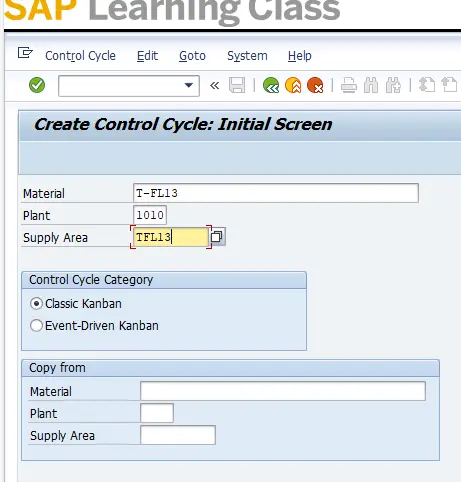 SAP Learning Class
Control Cycle Edit Goto System Help
Create Control Cycle: Initial Screen
Material T-FL13
Plant 1010
Supply Area TFL13
Control Cycle Category
Classic Kanban
Event-Driven Kanban
Copy from
Material
Plant
Supply Area